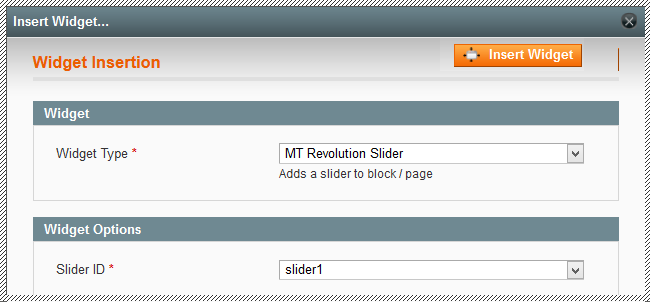 Insert Widget...
Widget Insertion
Insert Widget
Widget
Widget Type *
MT Revolution Slider
Adds a slider to block / page
Widget Options
Slider ID *
slider1